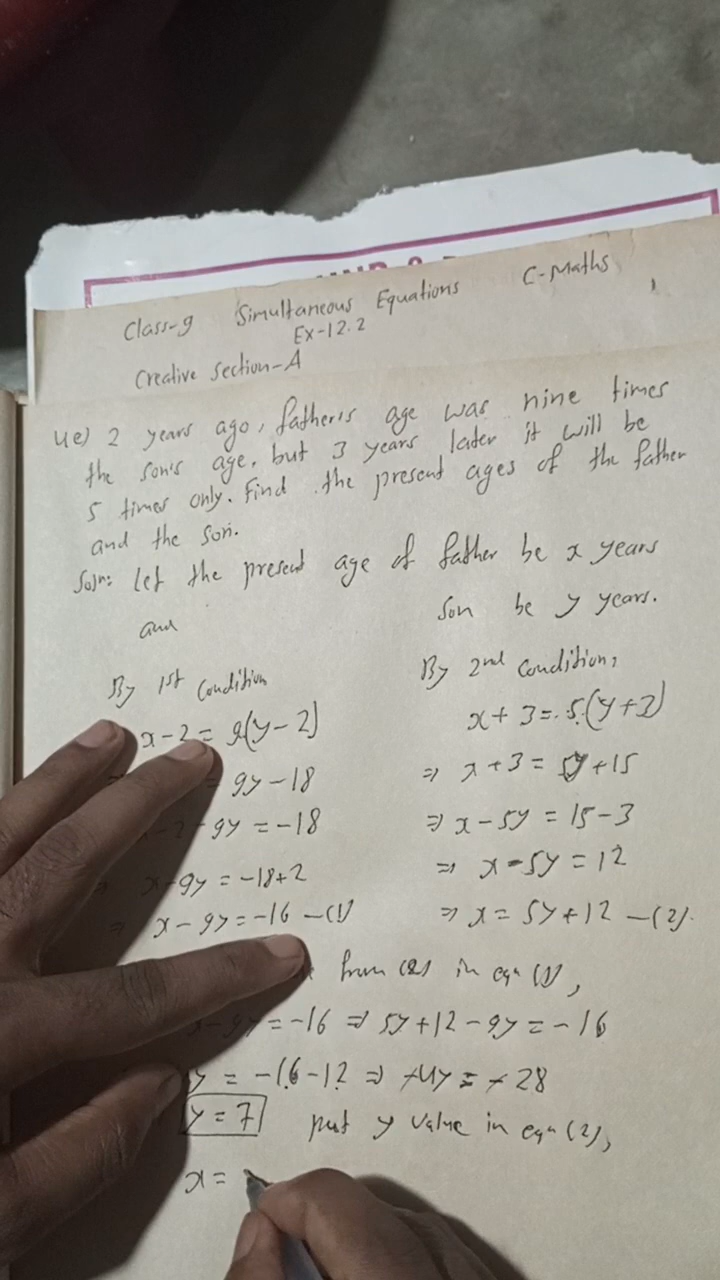 Class-9 Simultaneous Equations C-Maths
Ex-12.2
Creative Section-A
4e) 2 years ago, father's age was nine times
the son's age, but 3 years later it will be
5 times only. Find the present ages of the father
and the son.
Soln: Let the present age of father be x years
and son be y years.
By 1st Condition
x-2 = 9(y-2)
= 9y-18
-2-9y = -18
x-9y = -18+2
⇒ x-9y = -16 -(1)
By 2nd Condition,
x+3 = 5(y+3)
⇒ x+3 = 5y+15
⇒ x-5y = 15-3
⇒ x-5y = 12
⇒ x = 5y+12 -(2).
from (2) in eqn (1),
x-9y = -16 ⇒ 5y+12-9y = -16
y = -16-12 ⇒ -4y = -28
y = 7 put y value in eqn (2),
x =